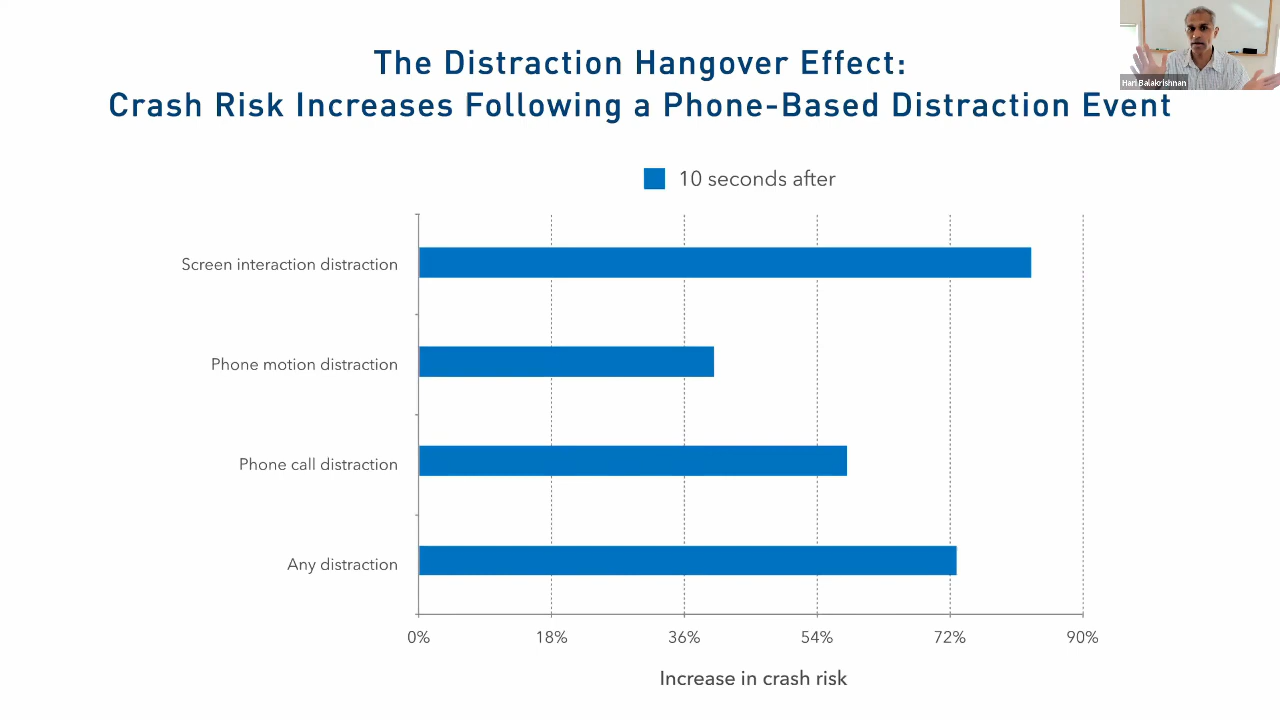 The Distraction Hangover Effect:
Crash Risk Increases Following a Phone-Based Distraction Event
Hari Balakrishnan
10 seconds after
Screen interaction distraction
Phone motion distraction
Phone call distraction
Any distraction
0% 18% 36% 54% 72% 90%
Increase in crash risk